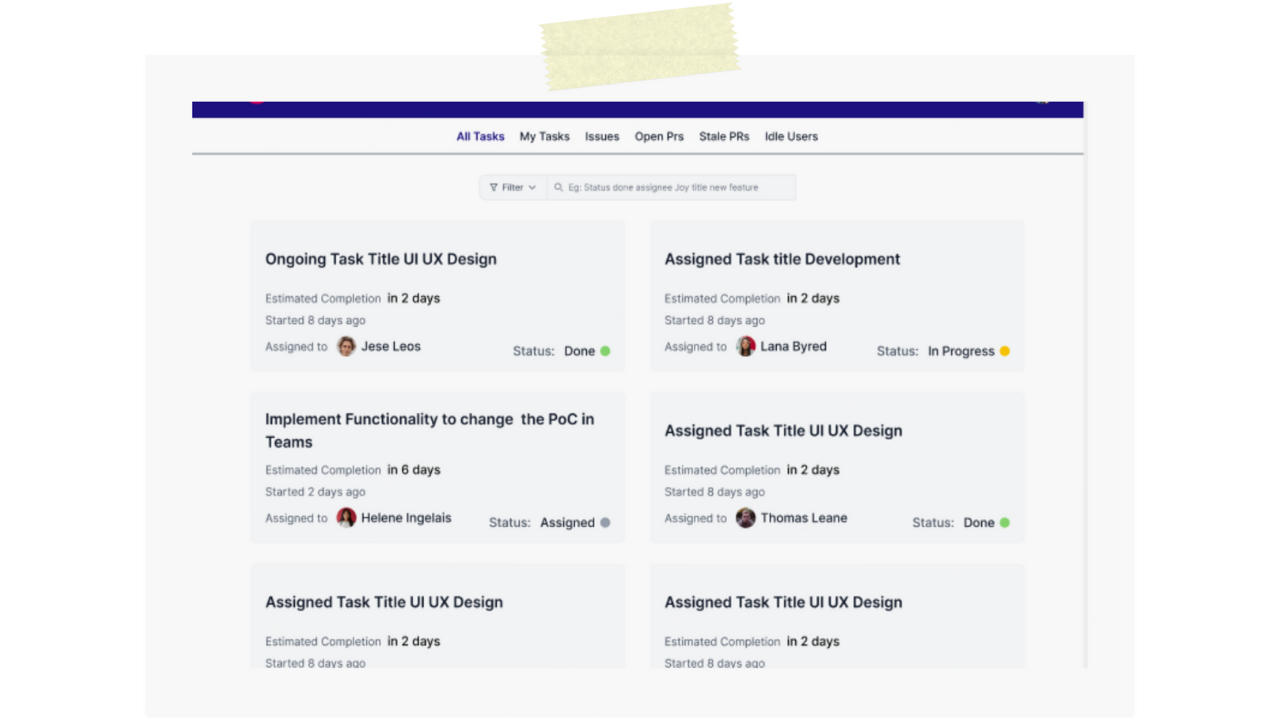 All Tasks My Tasks Issues Open Prs Stale PRs Idle Users
Filter Eg: Status done assignee Joy title new feature
Ongoing Task Title UI UX Design
Estimated Completion in 2 days
Started 8 days ago
Assigned to Jese Leos
Status: Done
Assigned Task title Development
Estimated Completion in 2 days
Started 8 days ago
Assigned to Lana Byred
Status: In Progress
Implement Functionality to change the PoC in
Teams
Estimated Completion in 6 days
Started 2 days ago
Assigned to Helene Ingelais
Status: Assigned
Assigned Task Title UI UX Design
Estimated Completion in 2 days
Started 8 days ago
Assigned to Thomas Leane
Status: Done
Assigned Task Title UI UX Design
Estimated Completion in 2 days
Started 8 days ago
Assigned Task Title UI UX Design
Estimated Completion in 2 days
Started 8 days ago